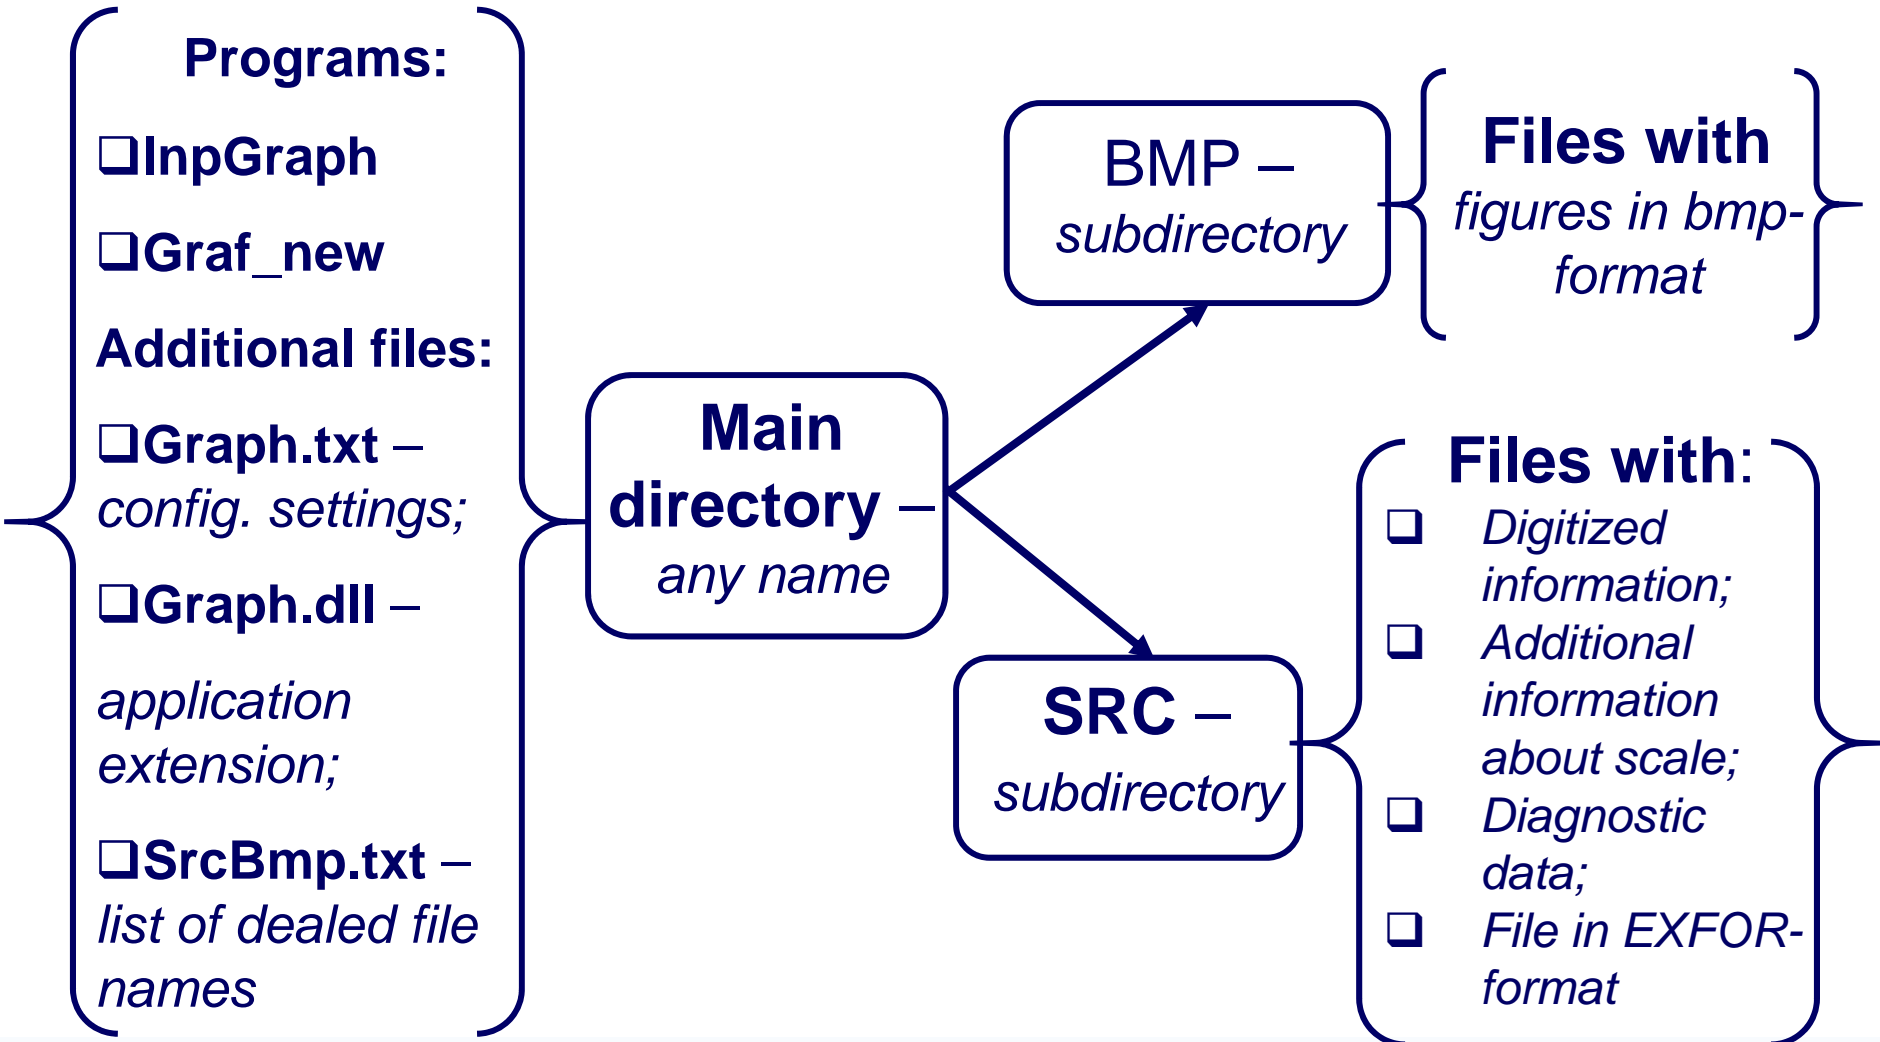 Programs:
❑InpGraph
❑Graf_new
Additional files:
❑Graph.txt –
config. settings;
❑Graph.dll –
application
extension;
❑SrcBmp.txt –
list of dealed file
names
Main
directory –
any name
BMP –
subdirectory
Files with
figures in bmp-
format
SRC –
subdirectory
Files with:
❑ Digitized
information;
❑ Additional
information
about scale;
❑ Diagnostic
data;
❑ File in EXFOR-
format